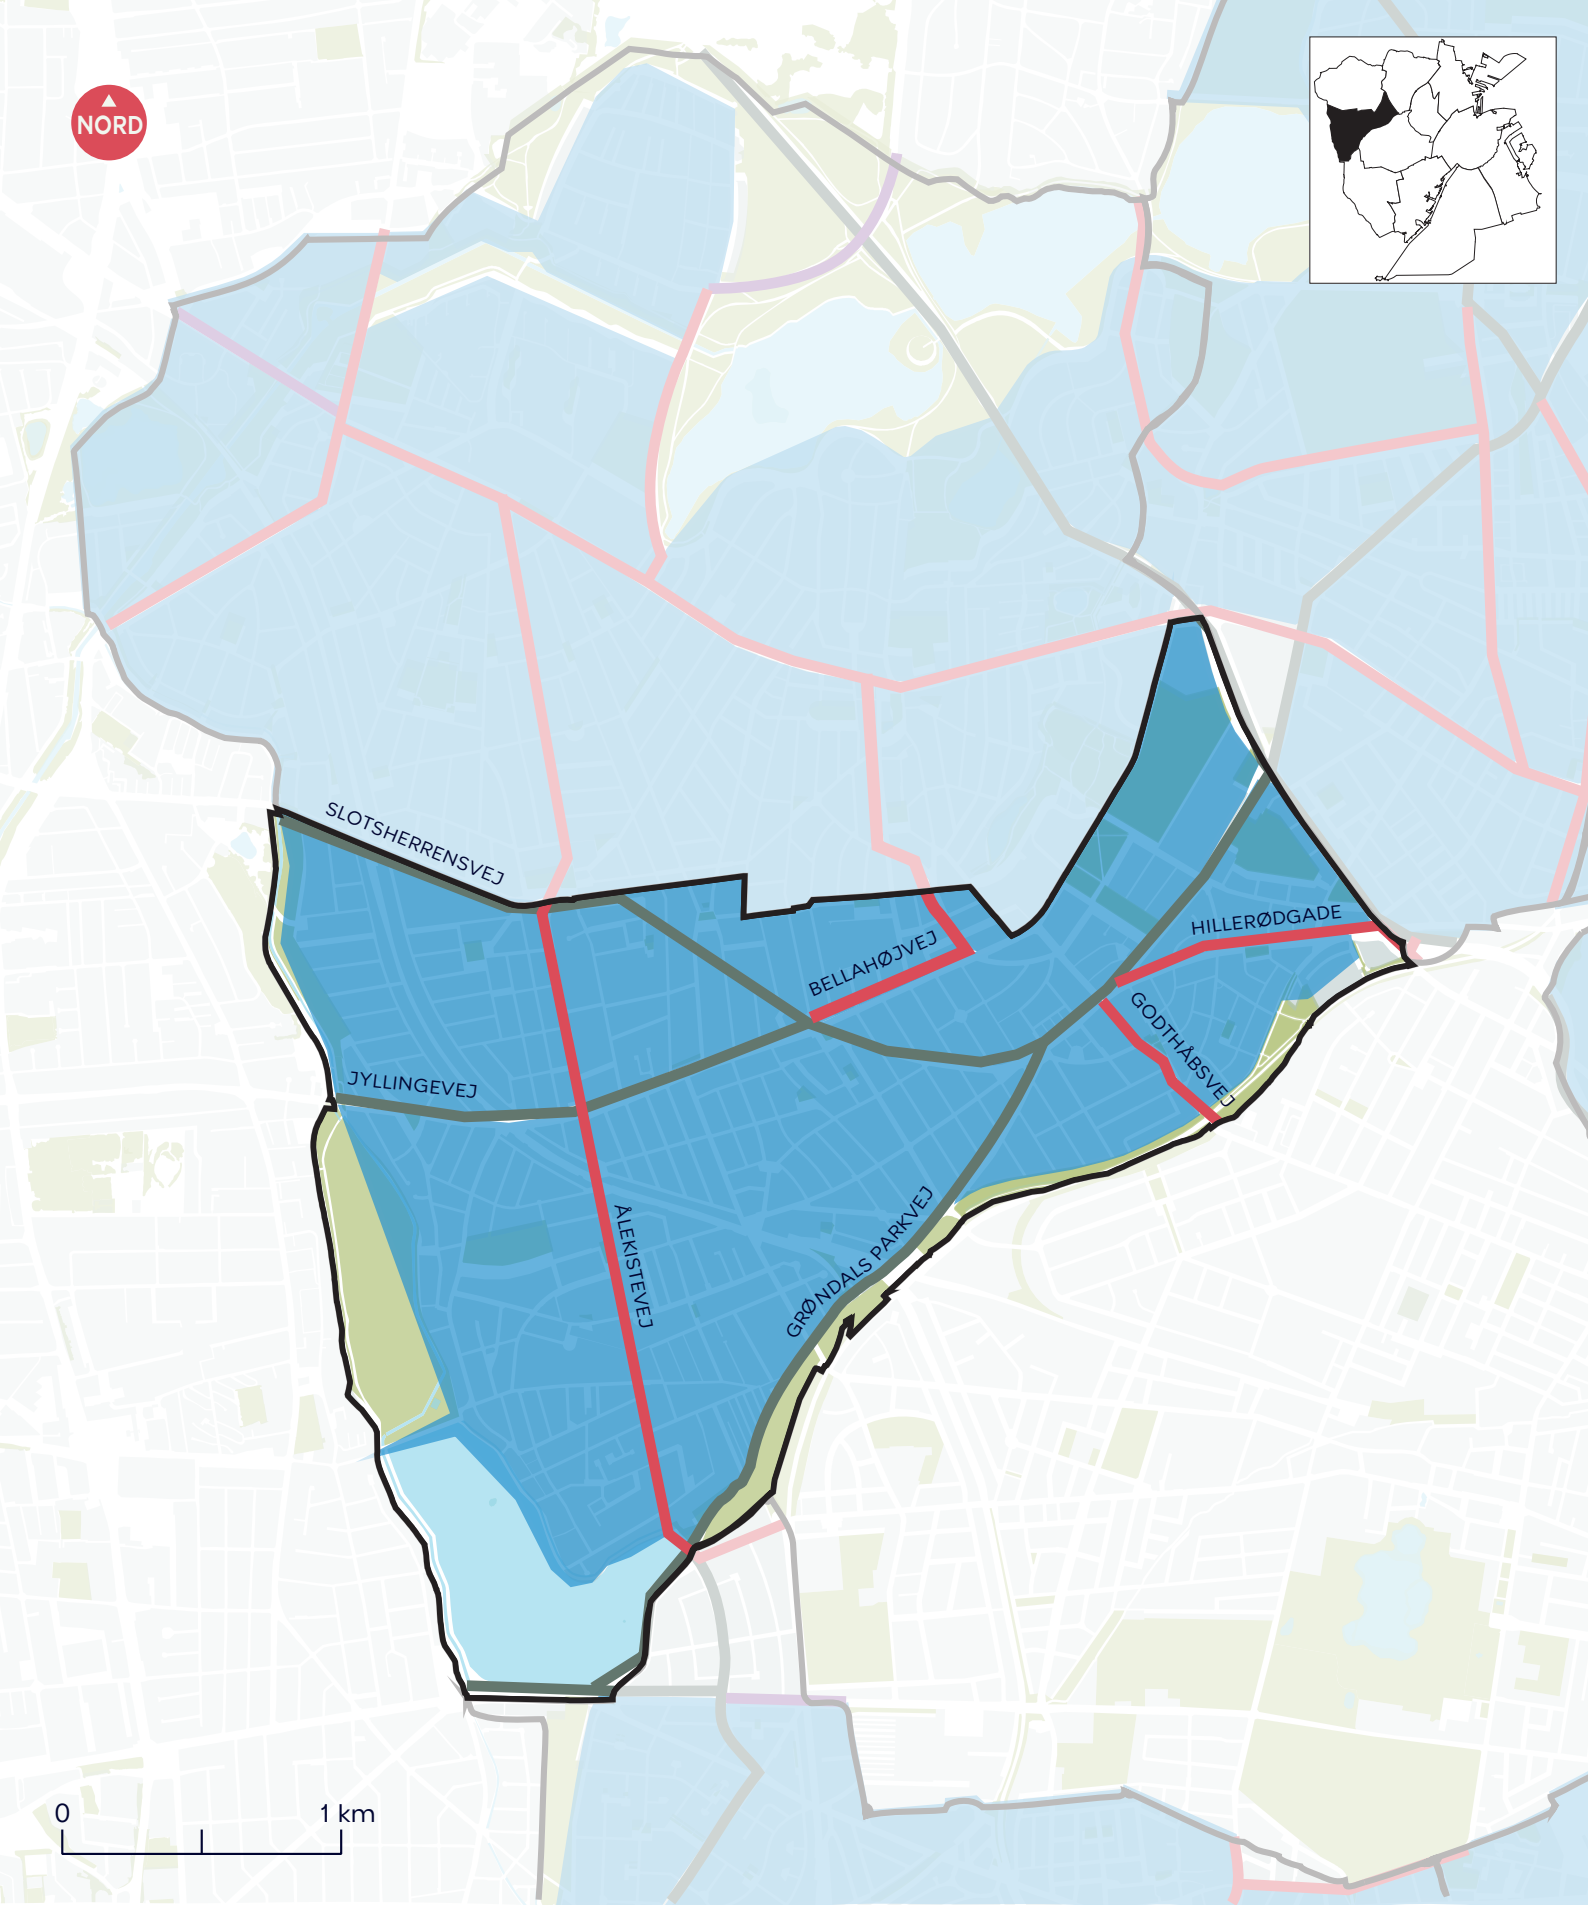 NORD
SLOTSHERRENSVEJ
BELLAHØJVEJ
HILLERØDGADE
GODTHÅBSVEJ
JYLLINGEVEJ
ÅLEKISTEVEJ
GRØNDALS PARKVEJ
0 1 km